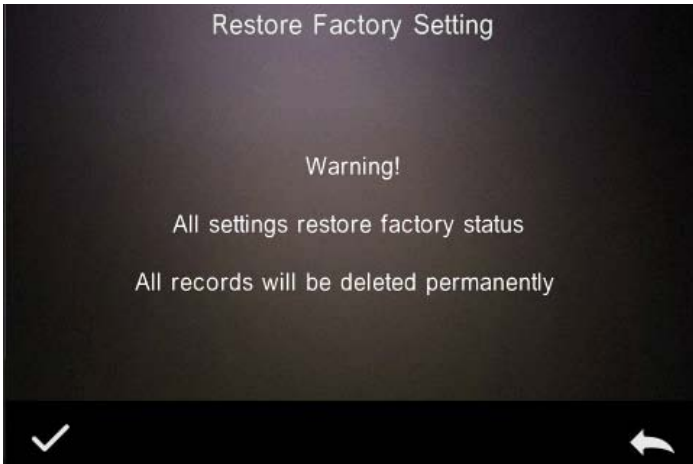 Restore Factory Setting
Warning!
All settings restore factory status
All records will be deleted permanently